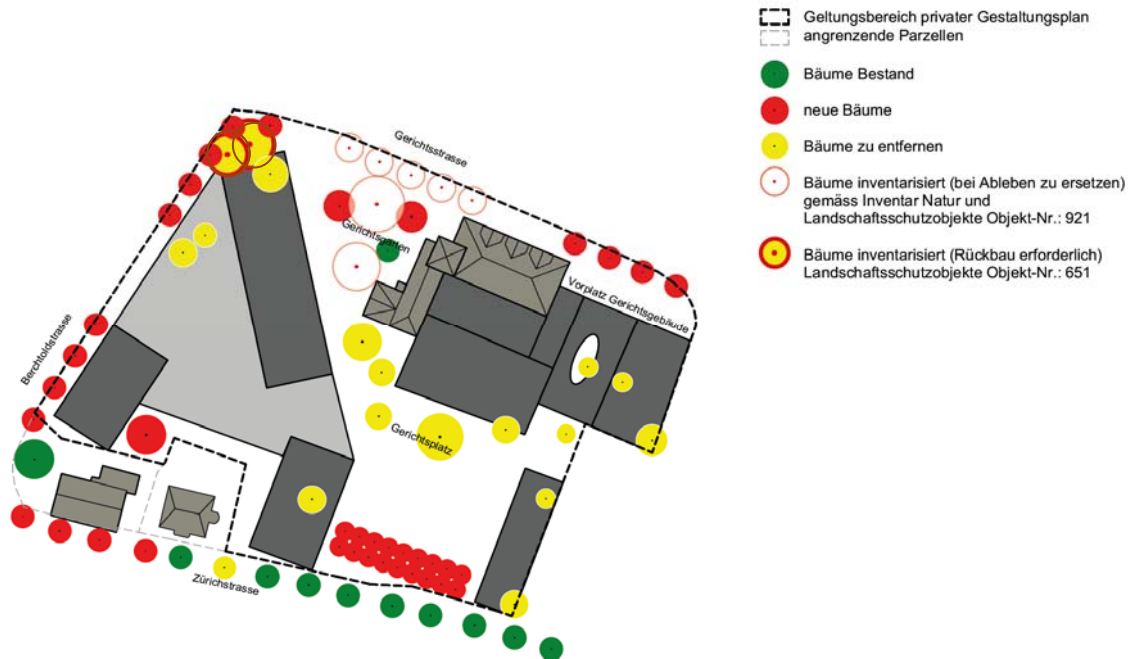 Geltungsbereich privater Gestaltungsplan
angrenzende Parzellen
Bäume Bestand
neue Bäume
Bäume zu entfernen
Bäume inventarisiert (bei Ableben zu ersetzen)
gemäss Inventar Natur und
Landschaftsschutzobjekte Objekt-Nr.: 921
Bäume inventarisiert (Rückbau erforderlich)
Landschaftsschutzobjekte Objekt-Nr.: 651
Gerichtsstrasse
Gerichtsgarten
Vorplatz Gerichtsgebäude
Berchtoldstrasse
Gerichtsplatz
Zürichstrasse